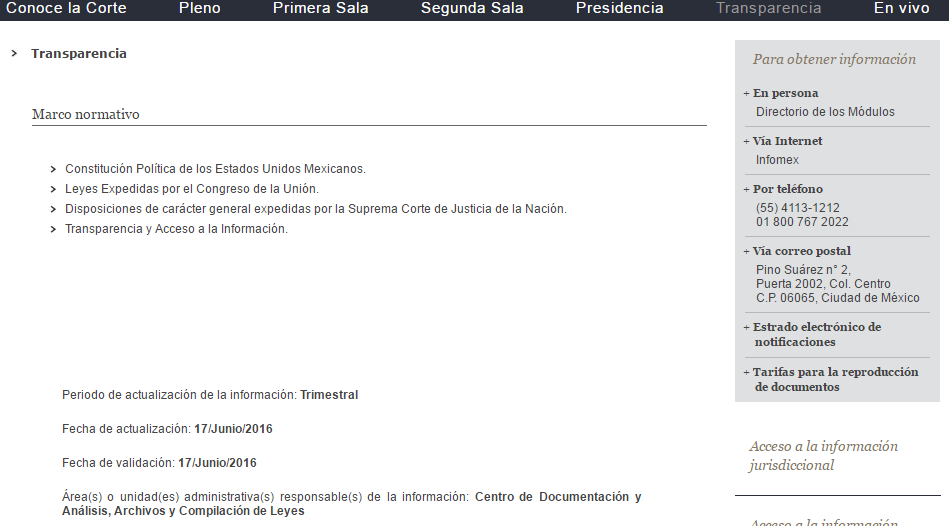 Conoce la Corte Pleno Primera Sala Segunda Sala Presidencia Transparencia En vivo
Transparencia
Marco normativo
Constitución Política de los Estados Unidos Mexicanos.
Leyes Expedidas por el Congreso de la Unión.
Disposiciones de carácter general expedidas por la Suprema Corte de Justicia de la Nación.
Transparencia y Acceso a la Información.
Periodo de actualización de la información: Trimestral
Fecha de actualización: 17/Junio/2016
Fecha de validación: 17/Junio/2016
Área(s) o unidad(es) administrativa(s) responsable(s) de la información: Centro de Documentación y
Análisis, Archivos y Compilación de Leyes
Para obtener información
+ En persona
Directorio de los Módulos
+ Vía Internet
Infomex
+ Por teléfono
(55) 4113-1212
01 800 767 2022
+ Vía correo postal
Pino Suárez n° 2,
Puerta 2002, Col. Centro
C.P. 06065, Ciudad de México
+ Estrado electrónico de
notificaciones
+ Tarifas para la reproducción
de documentos
Acceso a la información
jurisdiccional
Acceso a la información